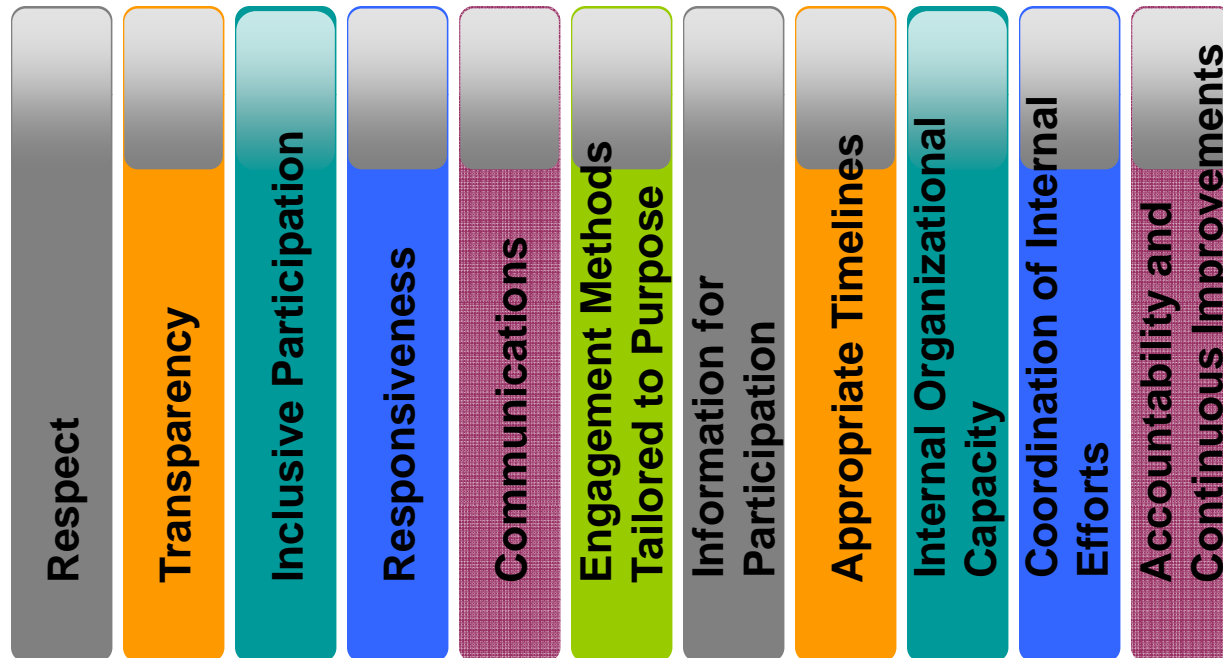 Respect
Transparency
Inclusive Participation
Responsiveness
Communications
Engagement Methods
Tailored to Purpose
Information for
Participation
Appropriate Timelines
Internal Organizational
Capacity
Coordination of Internal
Efforts
Accountability and
Continuous Improvements